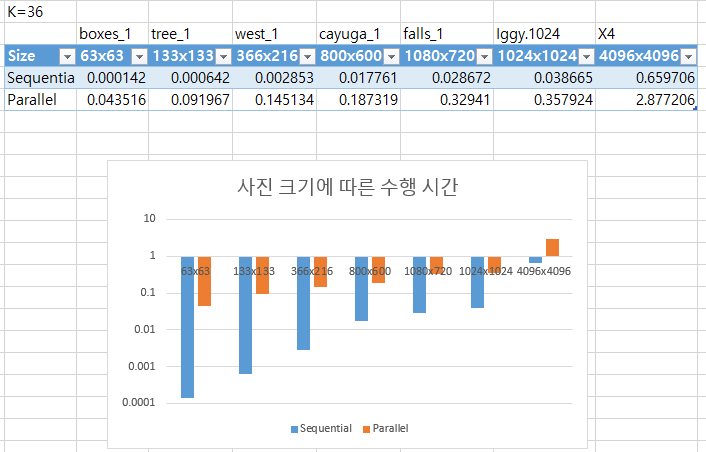 K=36
boxes_1 tree_1 west_1 cayuga_1 falls_1 Iggy.1024 X4
Size 63x63 133x133 366x216 800x600 1080x720 1024x1024 4096x4096
Sequentia 0.000142 0.000642 0.002853 0.017761 0.028672 0.038665 0.659706
Parallel 0.043516 0.091967 0.145134 0.187319 0.32941 0.357924 2.877206
사진 크기에 따른 수행 시간
10
1
63x63 133x133 366x216 800x600 1080x720 1024x1024 4096x4096
0.1
0.01
0.001
0.0001
Sequential Parallel